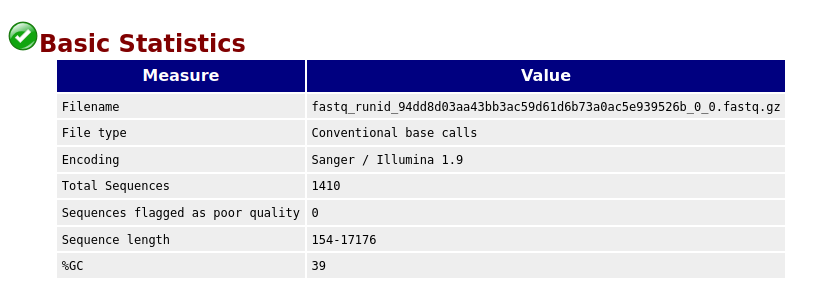 Basic Statistics
Measure Value
Filename fastq_runid_94dd8d03aa43bb3ac59d61d6b73a0ac5e939526b_0_0.fastq.gz
File type Conventional base calls
Encoding Sanger / Illumina 1.9
Total Sequences 1410
Sequences flagged as poor quality 0
Sequence length 154-17176
%GC 39